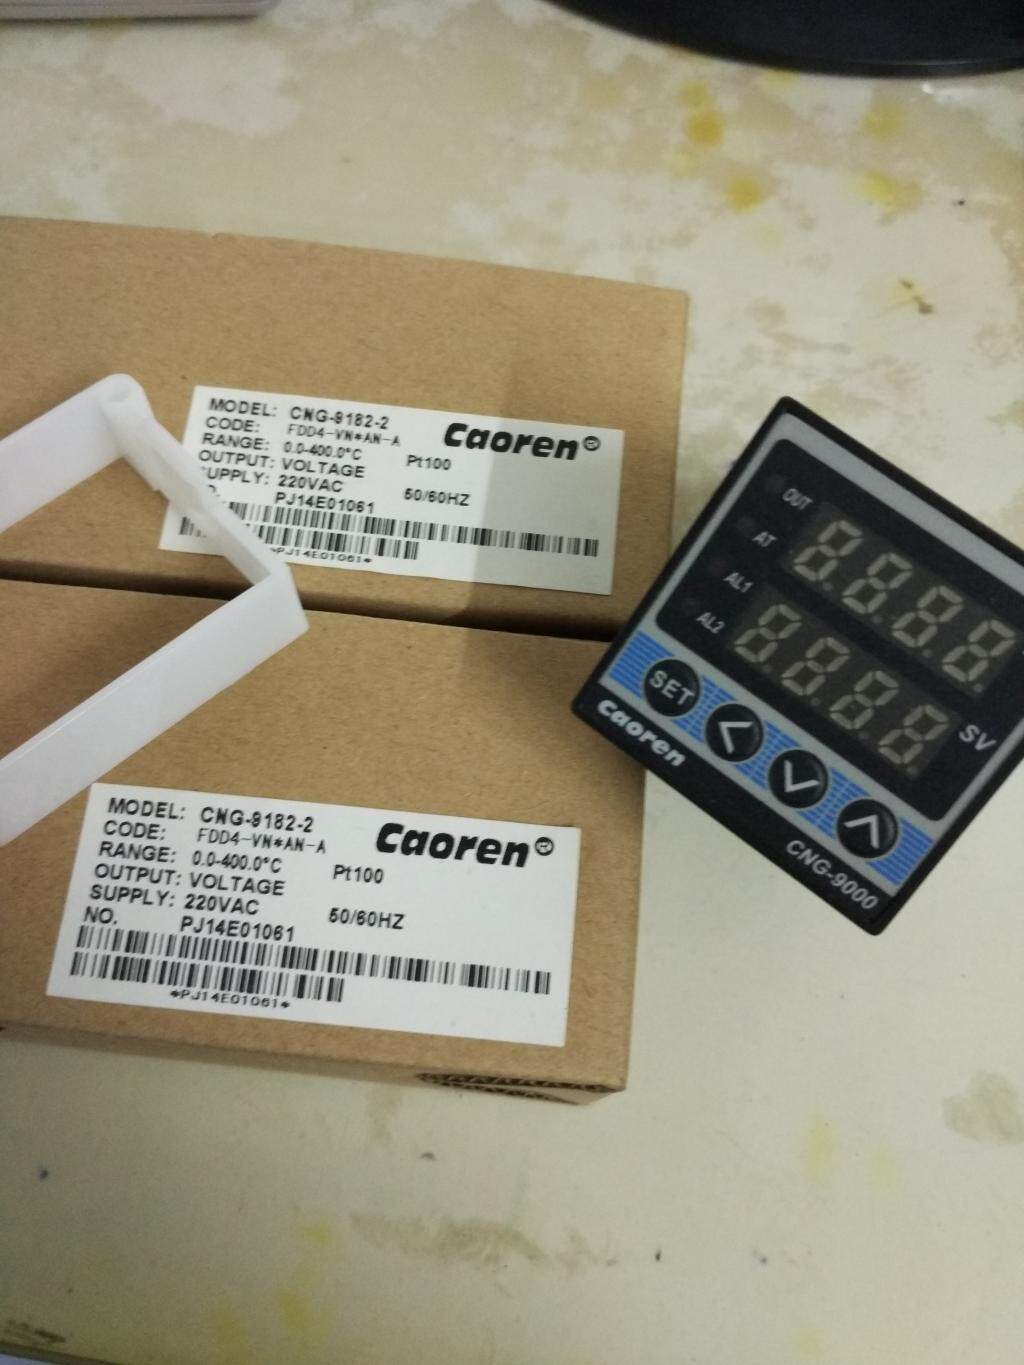 MODEL: CNG-9182-2
CODE: FDD4-VN*AN-A
RANGE: 0.0-400.0°C Pt100
OUTPUT: VOLTAGE
SUPPLY: 220VAC 50/60HZ
PJ14E01061
*PJ14E01061*
Caoren®
MODEL: CNG-9182-2
CODE: FDD4-VN*AN-A
RANGE: 0.0-400.0°C Pt100
OUTPUT: VOLTAGE
SUPPLY: 220VAC 50/60HZ
NO. PJ14E01061
*PJ14E01061*
Caoren®
OUT
AT
AL1
AL2
SV
SET
caoren
CNG-9000